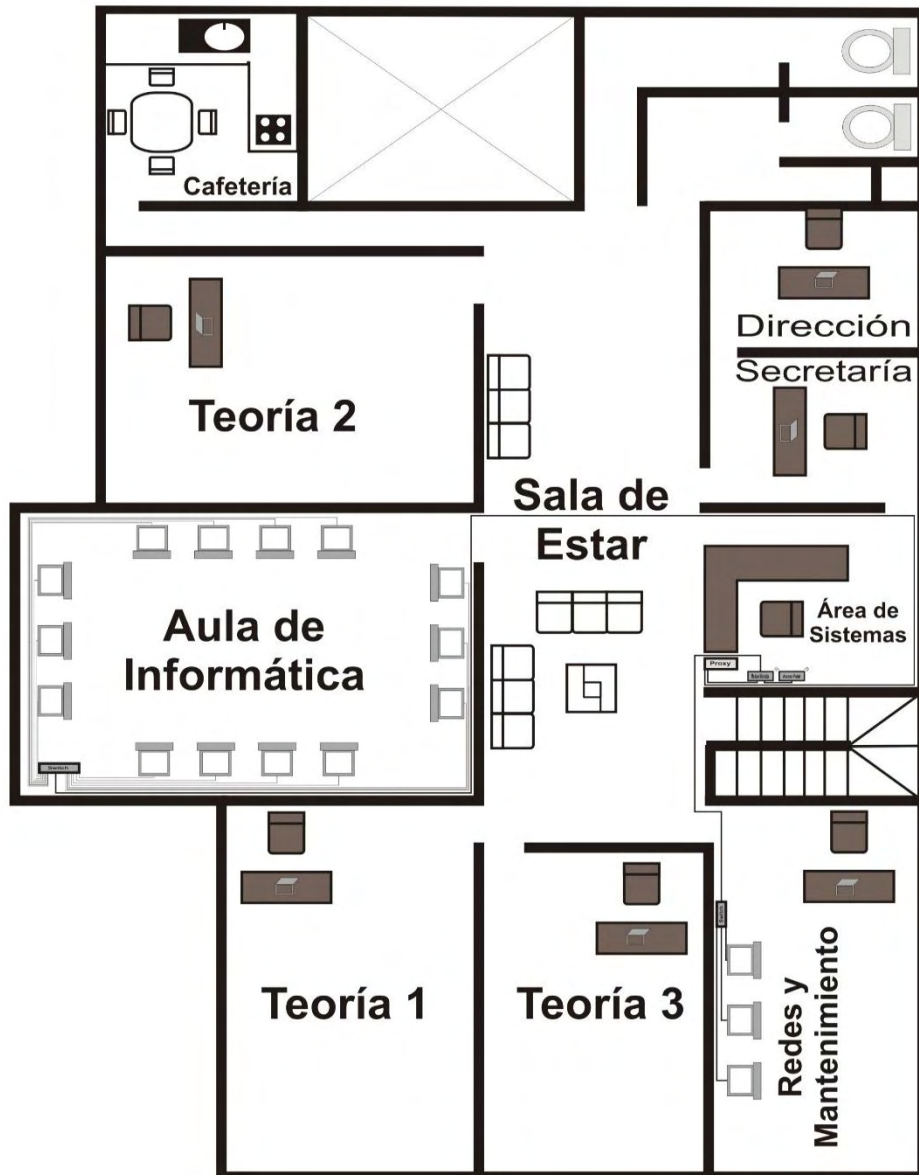 Cafetería
Dirección
Secretaría
Teoría 2
Sala de
Estar
Aula de
Informática
Área de
Sistemas
Proxy
Switch
Switch
Teoría 1
Teoría 3
Redes y
Mantenimiento